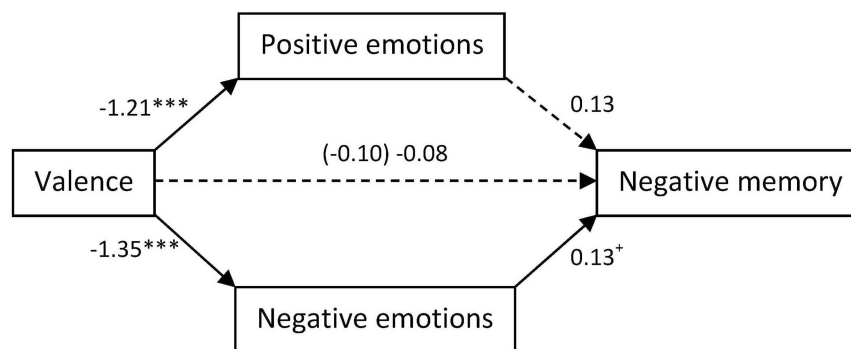 Positive emotions
-1.21***
0.13
(-0.10) -0.08
Valence
Negative memory
-1.35***
0.13⁺
Negative emotions